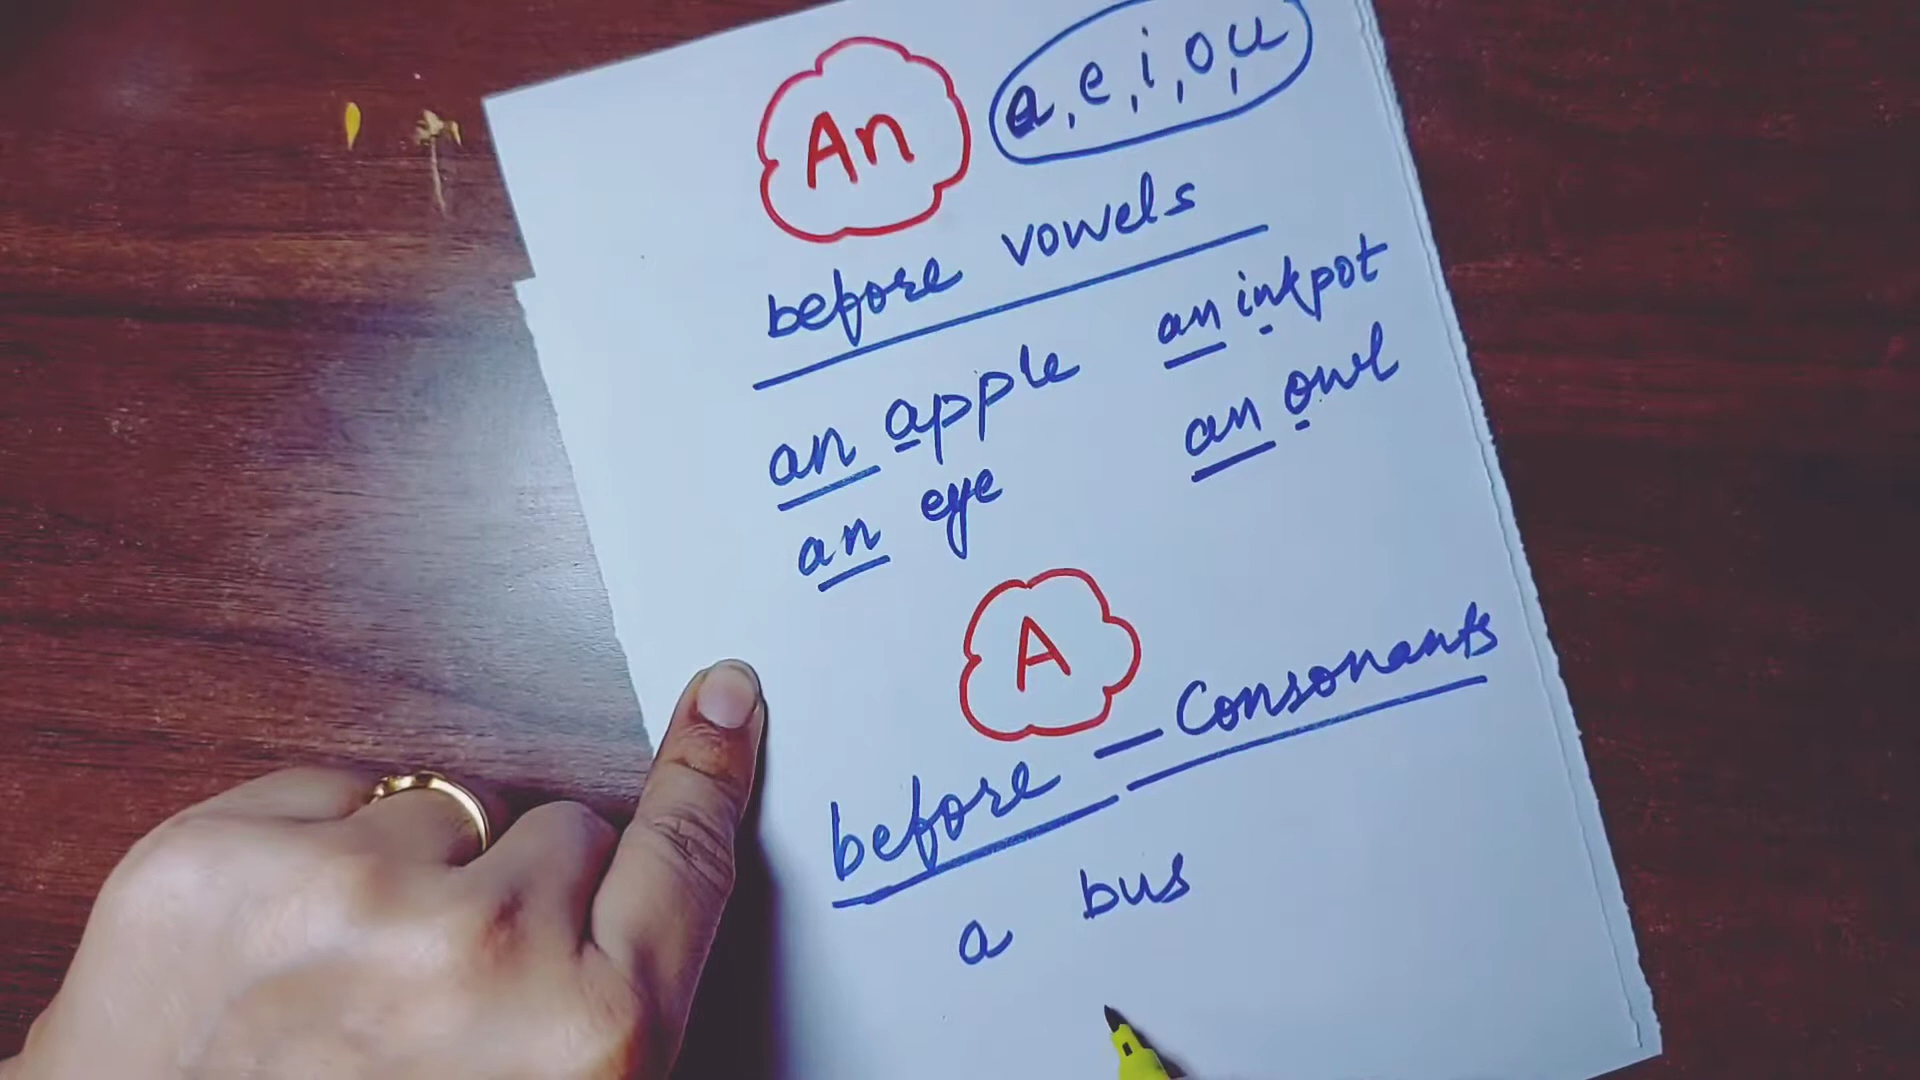 An a, e, i, o, u
before vowels
an apple an inkpot
an eye an owl
A
before - Consonants
a bus